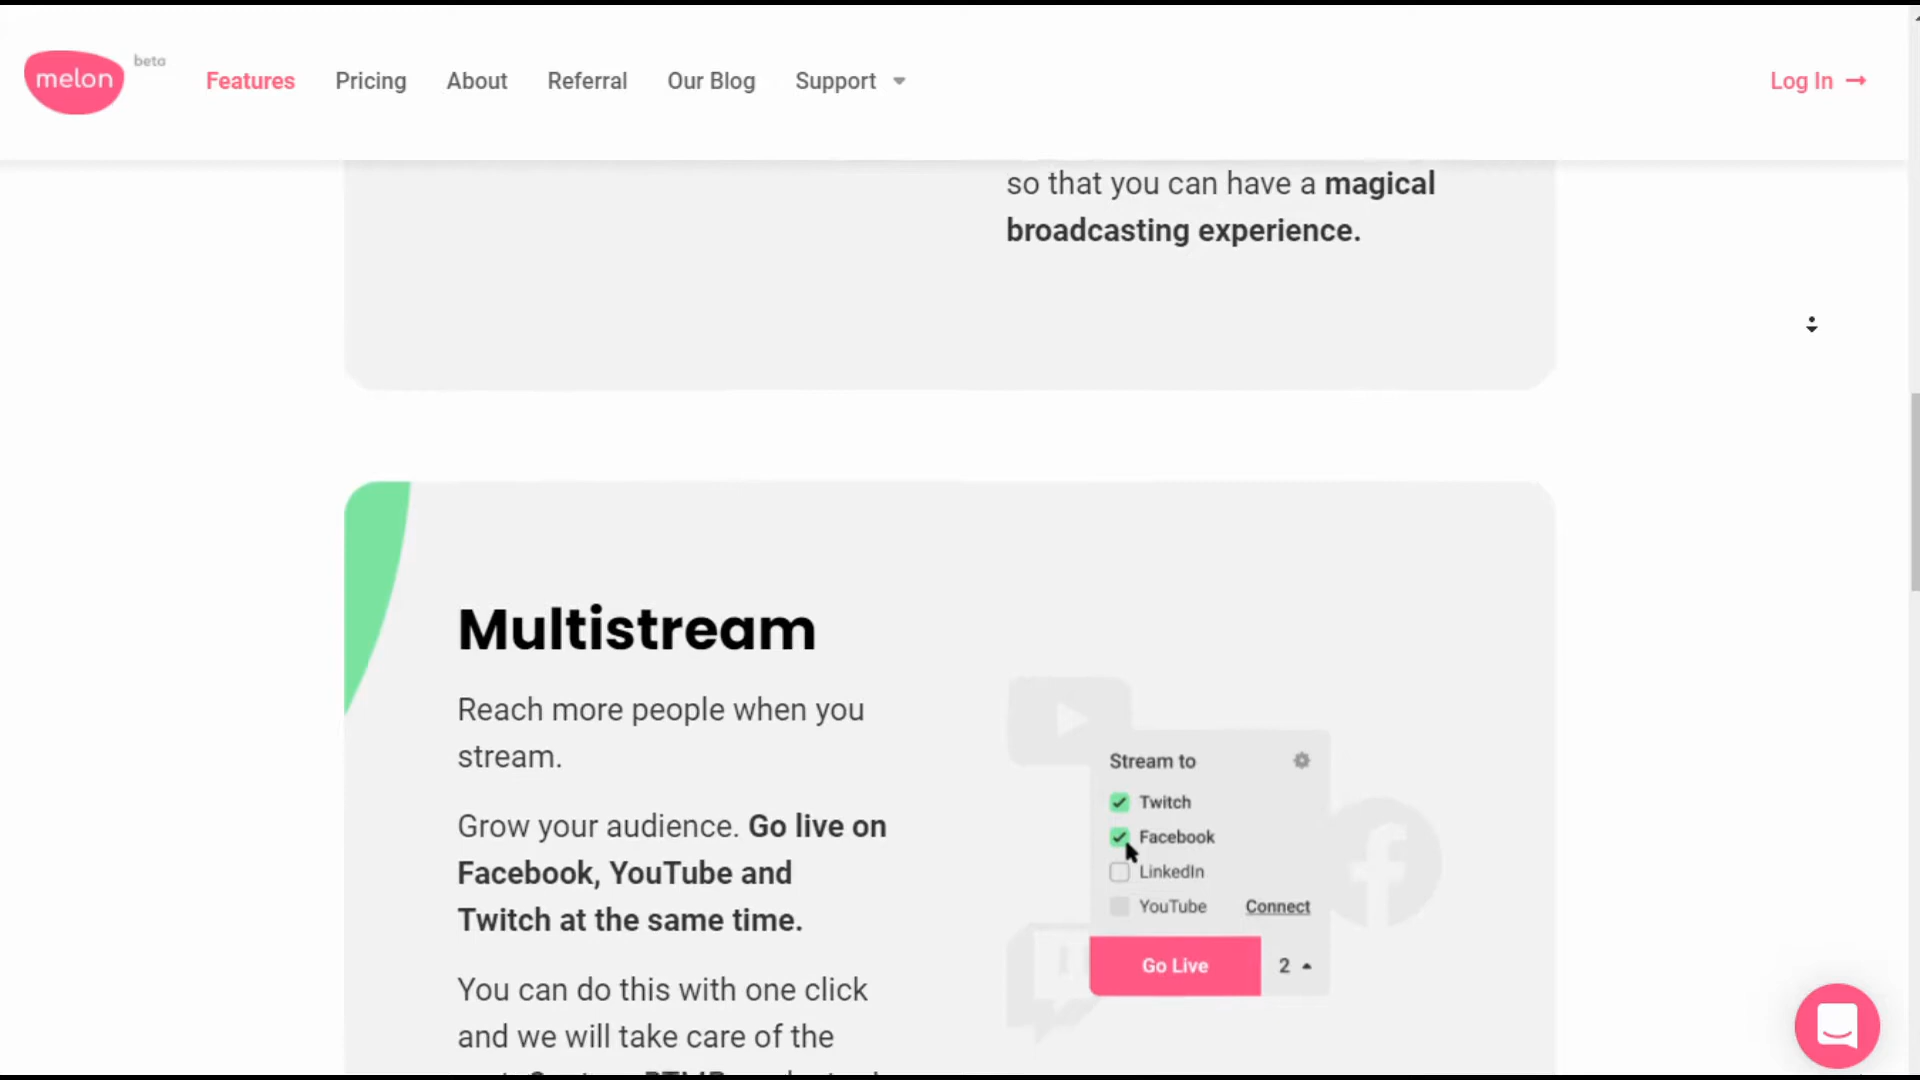 melon beta Features Pricing About Referral Our Blog Support Log In →
so that you can have a magical
broadcasting experience.
Multistream
Reach more people when you
stream.
Grow your audience. Go live on
Facebook, YouTube and
Twitch at the same time.
You can do this with one click
and we will take care of the
Stream to
Twitch
Facebook
LinkedIn
YouTube Connect
Go Live 2